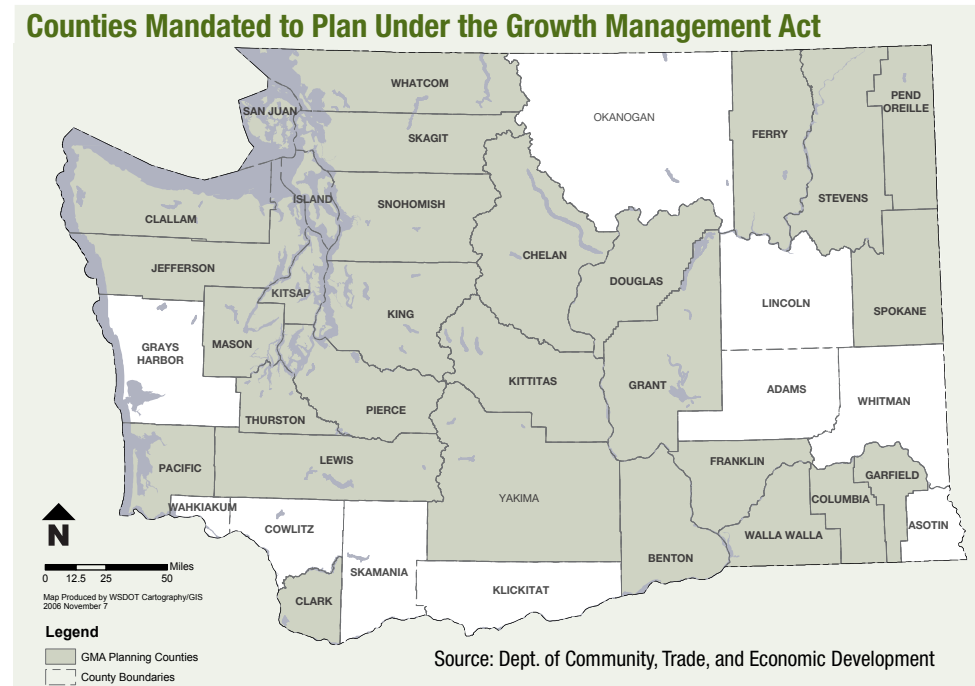 Counties Mandated to Plan Under the Growth Management Act
WHATCOM
SAN JUAN
SKAGIT
OKANOGAN
FERRY
PEND
OREILLE
STEVENS
ISLAND
SNOHOMISH
CLALLAM
CHELAN
JEFFERSON
DOUGLAS
KITSAP
LINCOLN
KING
SPOKANE
GRAYS
HARBOR
MASON
KITTITAS
GRANT
ADAMS
WHITMAN
PIERCE
THURSTON
LEWIS
PACIFIC
FRANKLIN
GARFIELD
YAKIMA
COLUMBIA
WAHKIAKUM
COWLITZ
ASOTIN
WALLA WALLA
BENTON
SKAMANIA
KLICKITAT
CLARK
N
Miles
0 12.5 25 50
Map Produced by WSDOT Cartography/GIS
2006 November 7
Legend
GMA Planning Counties
County Boundaries
Source: Dept. of Community, Trade, and Economic Development